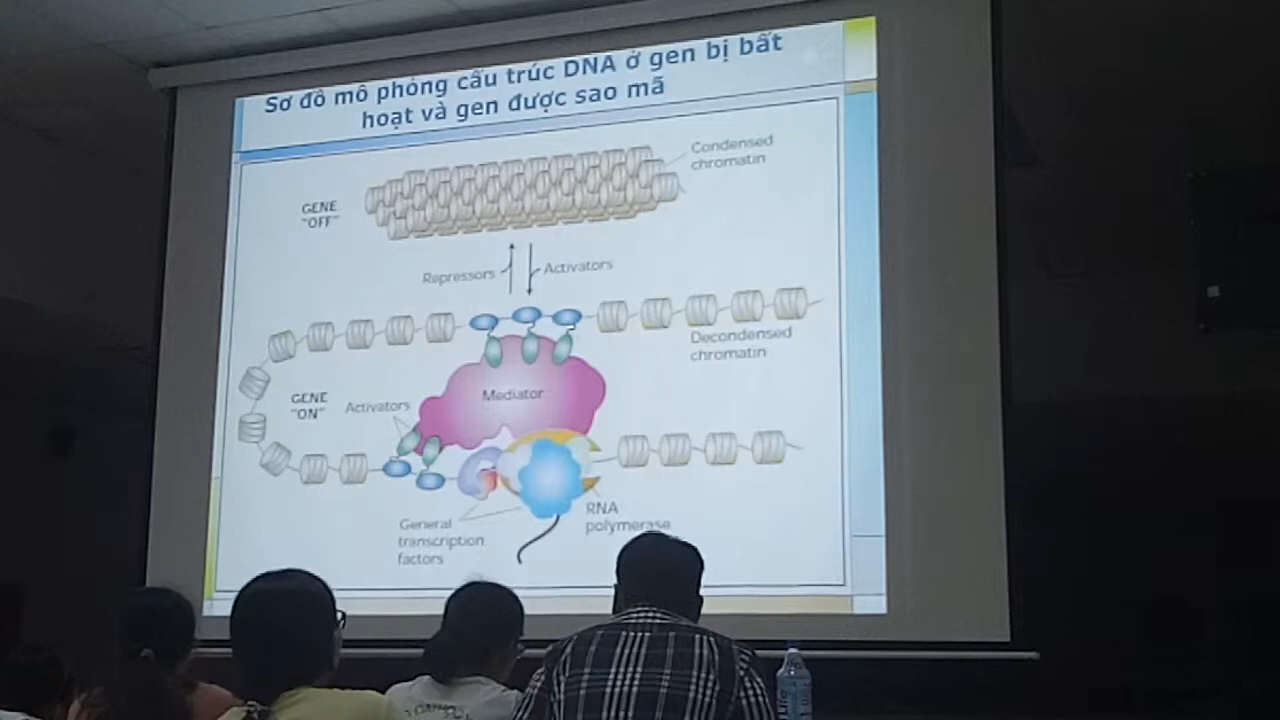 Sơ đồ mô phỏng cấu trúc DNA ở gen bị bất
hoạt và gen được sao mã
Condensed
chromatin
GENE
"OFF"
Repressors
Activators
Decondensed
chromatin
GENE
"ON"
Activators
Mediator
General
transcription
factors
RNA
polymerase